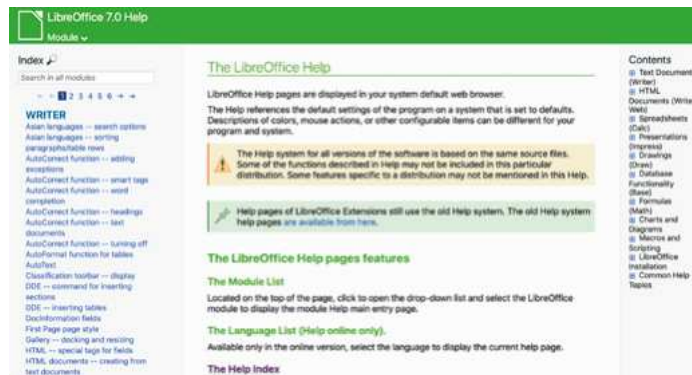 LibreOffice 7.0 Help
Module
Index
Search in all modules
1 2 3 4 5 6
WRITER
Asian languages -- search options
Asian languages -- sorting
paragraphs/table rows
AutoCorrect function -- adding
exceptions
AutoCorrect function -- smart tags
AutoCorrect function -- word
completion
AutoCorrect function -- headings
AutoCorrect function -- text
documents
AutoCorrect function -- turning off
AutoFormat function for tables
AutoText
Classification toolbar -- display
DDE -- command for inserting
sections
DDE -- inserting tables
DocInformation fields
First Page page style
Gallery -- docking and resizing
HTML -- special tags for fields
HTML documents -- creating from
text documents
The LibreOffice Help
LibreOffice Help pages are displayed in your system default web browser.
The Help references the default settings of the program on a system that is set to defaults.
Descriptions of colors, mouse actions, or other configurable items can be different for your
program and system.
The Help system for all versions of the software is based on the same source files.
Some of the functions described in Help may not be included in this particular
distribution. Some features specific to a distribution may not be mentioned in this Help.
Help pages of LibreOffice Extensions still use the old Help system. The old Help system
help pages are available from here.
The LibreOffice Help pages features
The Module List
Located on the top of the page, click to open the drop-down list and select the LibreOffice
module to display the module Help main entry page.
The Language List (Help online only).
Available only in the online version, select the language to display the current help page.
The Help Index
Contents
Text Document
(Writer)
HTML
Documents (Write
Web)
Spreadsheets
(Calc)
Presentations
(Impress)
Drawings
(Draw)
Database
Functionality
(Base)
Formulas
(Math)
Charts and
Diagrams
Macros and
Scripting
LibreOffice
Installation
Common Help
Topics